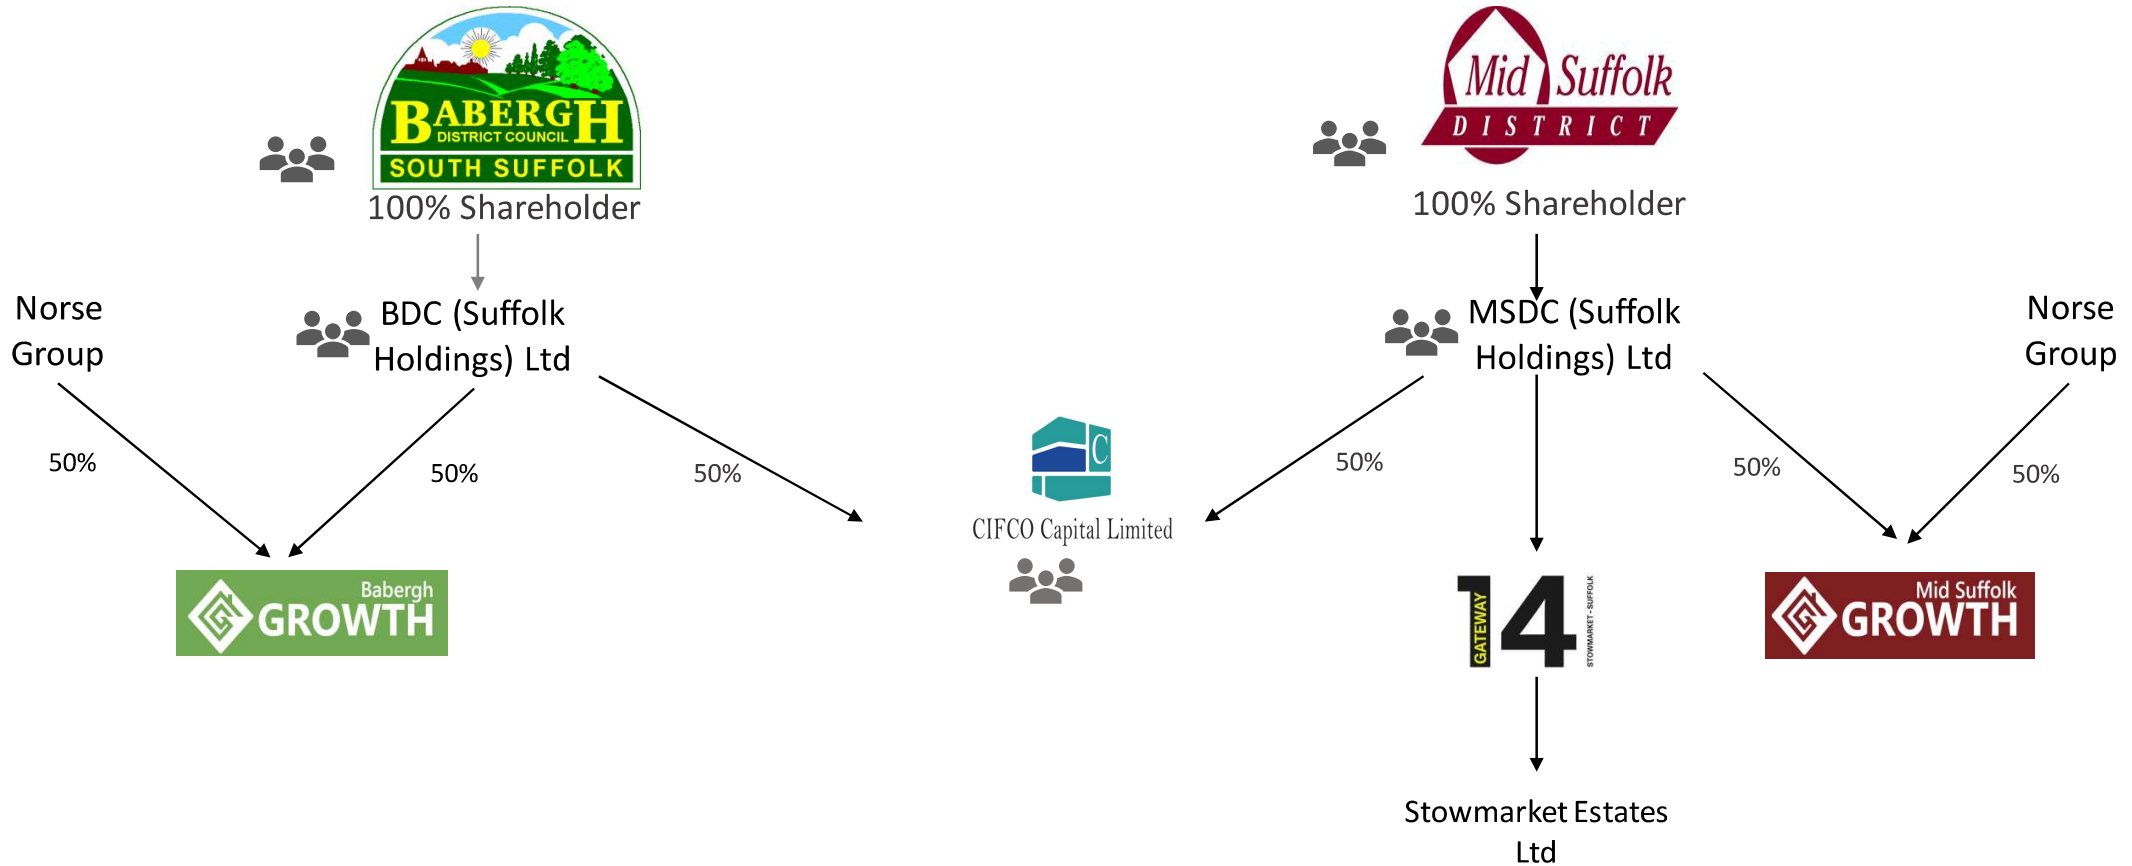 BABERGH
DISTRICT COUNCIL
SOUTH SUFFOLK
100% Shareholder
Mid Suffolk
DISTRICT
100% Shareholder
Norse
Group
BDC (Suffolk
Holdings) Ltd
MSDC (Suffolk
Holdings) Ltd
Norse
Group
50%
50%
50%
50%
50%
50%
C
CIFCO Capital Limited
Babergh
GROWTH
GATEWAY
14
STOWMARKET - SUFFOLK
Mid Suffolk
GROWTH
Stowmarket Estates
Ltd